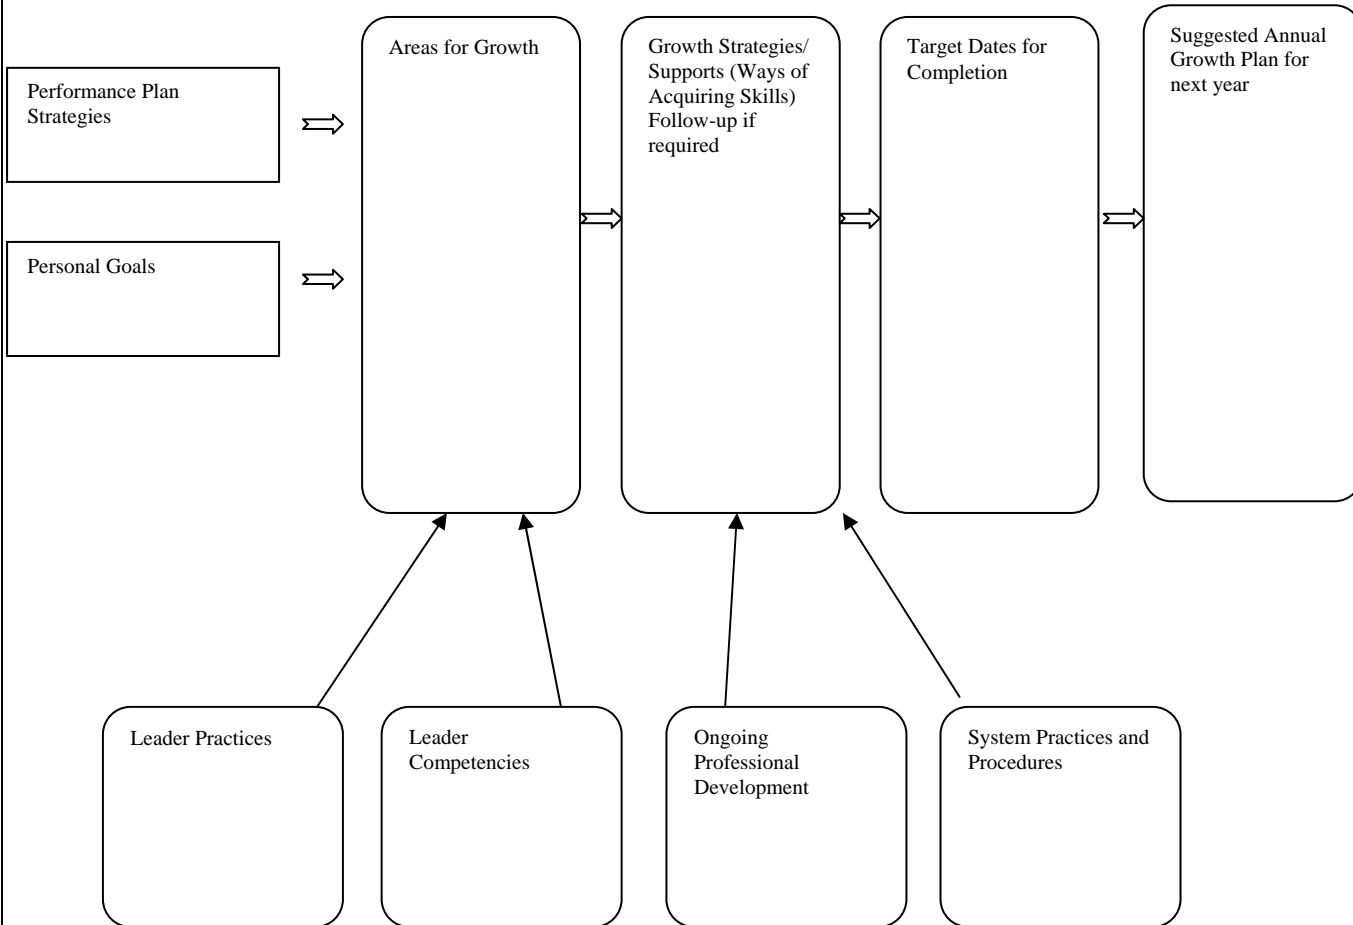 Performance Plan
Strategies
Personal Goals
Areas for Growth
Growth Strategies/
Supports (Ways of
Acquiring Skills)
Follow-up if
required
Target Dates for
Completion
Suggested Annual
Growth Plan for
next year
Leader Practices
Leader
Competencies
Ongoing
Professional
Development
System Practices and
Procedures